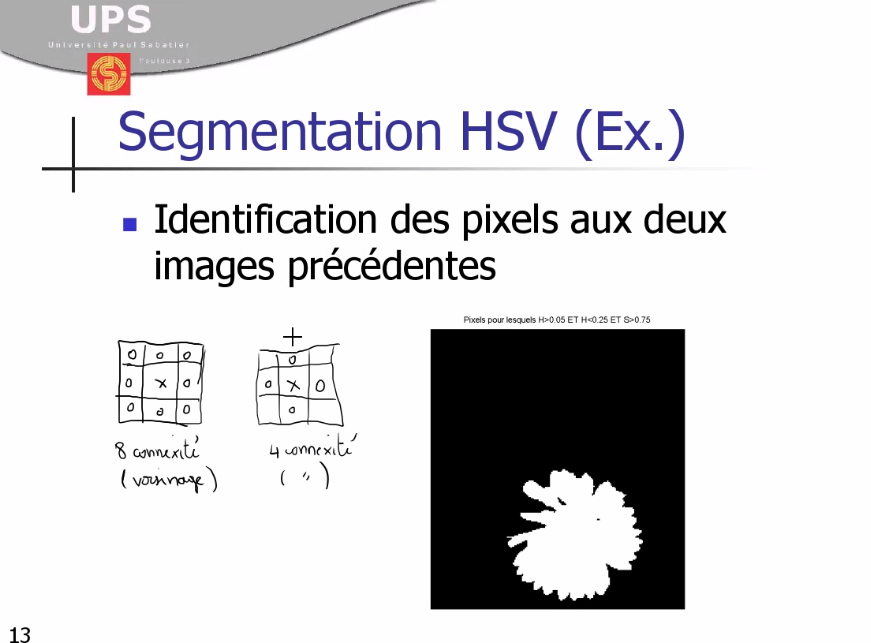 UPS
Université Paul Sabatier
Toulouse 3
Segmentation HSV (Ex.)
Identification des pixels aux deux
images précédentes
Pixels pour lesquels H>0.05 ET H<0.25 ET S>0.75
+
o o o
o x o
o o o
o
o x o
o
8 connexité
(voisinage)
4 connexité
( " )
13